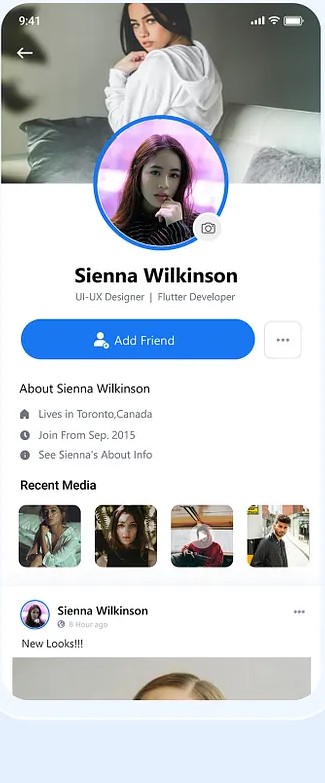 9:41
Sienna Wilkinson
UI-UX Designer | Flutter Developer
Add Friend
About Sienna Wilkinson
Lives in Toronto,Canada
Join From Sep. 2015
See Sienna's About Info
Recent Media
Sienna Wilkinson
8 Hour ago
New Looks!!!